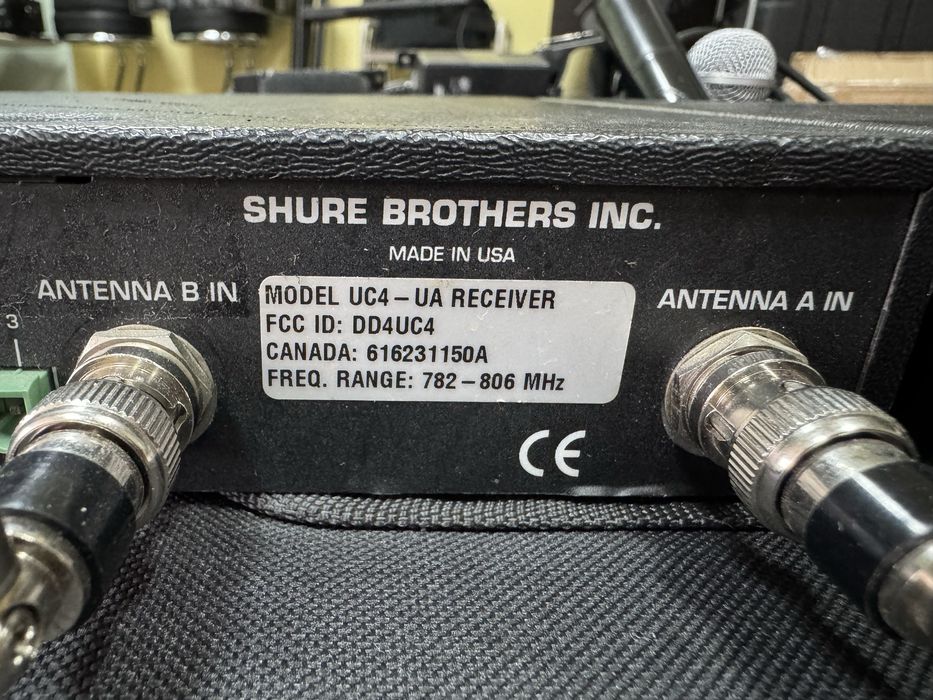 SHURE BROTHERS INC.
MADE IN USA
ANTENNA B IN
ANTENNA A IN
MODEL UC4-UA RECEIVER
FCC ID: DD4UC4
CANADA: 616231150A
FREQ. RANGE: 782-806 MHz
3
CE